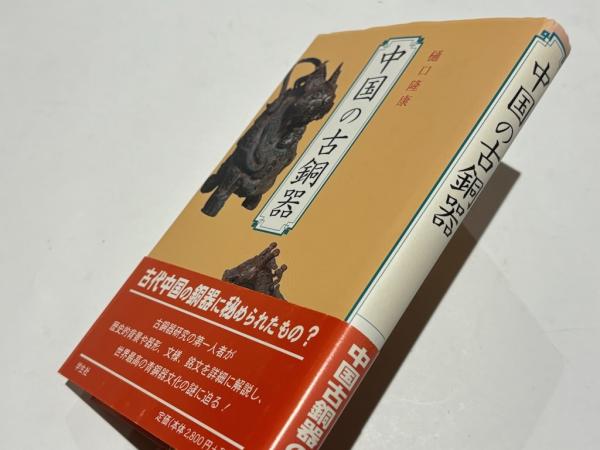 樋口隆康
中国の古銅器
古代中国の銅器に秘められたもの?
古銅器研究の第一人者が
歴史的背景や器形、文様、銘文を詳細に解説し、
世界最高の青銅器文化の謎に迫る!
学生社
定価(本体2,800円+
中国の古銅器
中国古銅器の